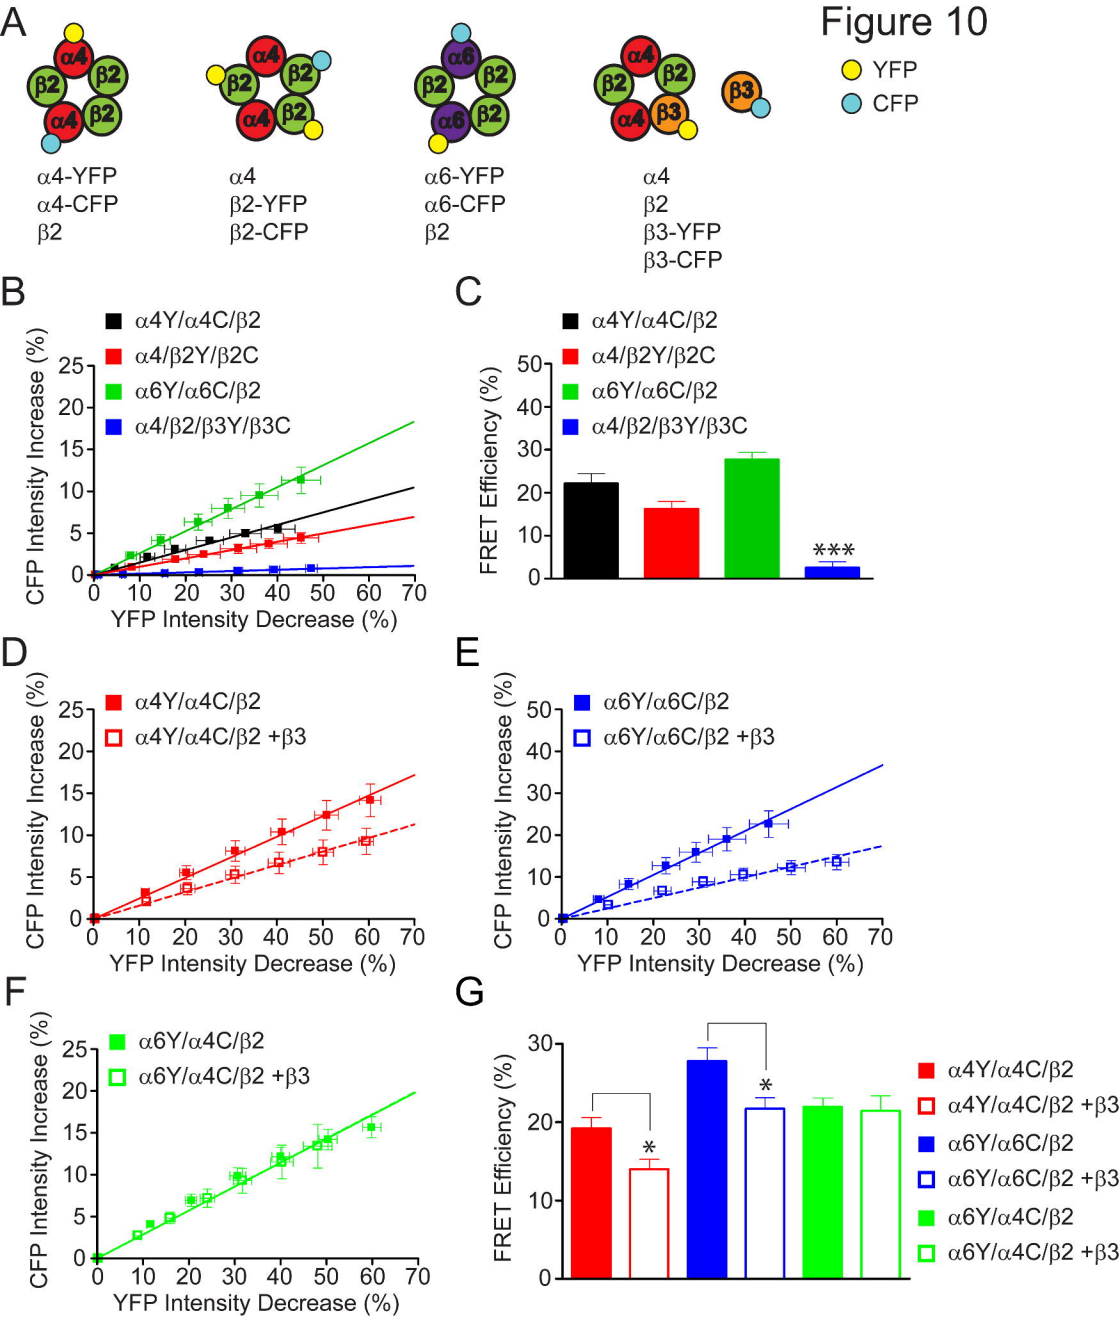 A
Figure 10
α4
β2
β2
α4
β2
α4
β2
β2
α4
β2
α6
β2
β2
α6
β2
α4
β2
β2
α4
β3
β3
YFP
CFP
α4-YFP
α4-CFP
β2
α4
β2-YFP
β2-CFP
α6-YFP
α6-CFP
β2
α4
β2
β3-YFP
β3-CFP
B
α4Y/α4C/β2
α4/β2Y/β2C
α6Y/α6C/β2
α4/β2/β3Y/β3C
CFP Intensity Increase (%)
25
20
15
10
5
0
0 10 20 30 40 50 60 70
YFP Intensity Decrease (%)
C
α4Y/α4C/β2
α4/β2Y/β2C
α6Y/α6C/β2
α4/β2/β3Y/β3C
FRET Efficiency (%)
50
40
30
20
10
0
***
D
α4Y/α4C/β2
α4Y/α4C/β2 +β3
CFP Intensity Increase (%)
25
20
15
10
5
0
0 10 20 30 40 50 60 70
YFP Intensity Decrease (%)
E
α6Y/α6C/β2
α6Y/α6C/β2 +β3
CFP Intensity Increase (%)
50
40
30
20
10
0
0 10 20 30 40 50 60 70
YFP Intensity Decrease (%)
F
α6Y/α4C/β2
α6Y/α4C/β2 +β3
CFP Intensity Increase (%)
25
20
15
10
5
0
0 10 20 30 40 50 60 70
YFP Intensity Decrease (%)
G
FRET Efficiency (%)
30
20
10
0
*
*
α4Y/α4C/β2
α4Y/α4C/β2 +β3
α6Y/α6C/β2
α6Y/α6C/β2 +β3
α6Y/α4C/β2
α6Y/α4C/β2 +β3